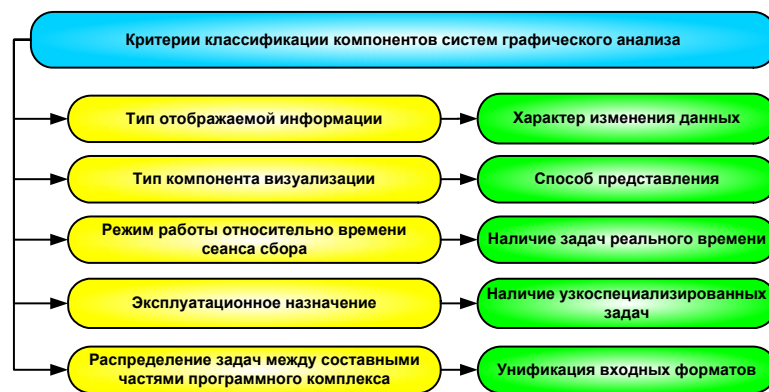 Критерии классификации компонентов систем графического анализа
Тип отображаемой информации
Характер изменения данных
Тип компонента визуализации
Способ представления
Режим работы относительно времени
сеанса сбора
Наличие задач реального времени
Эксплуатационное назначение
Наличие узкоспециализированных
задач
Распределение задач между составными
частями программного комплекса
Унификация входных форматов